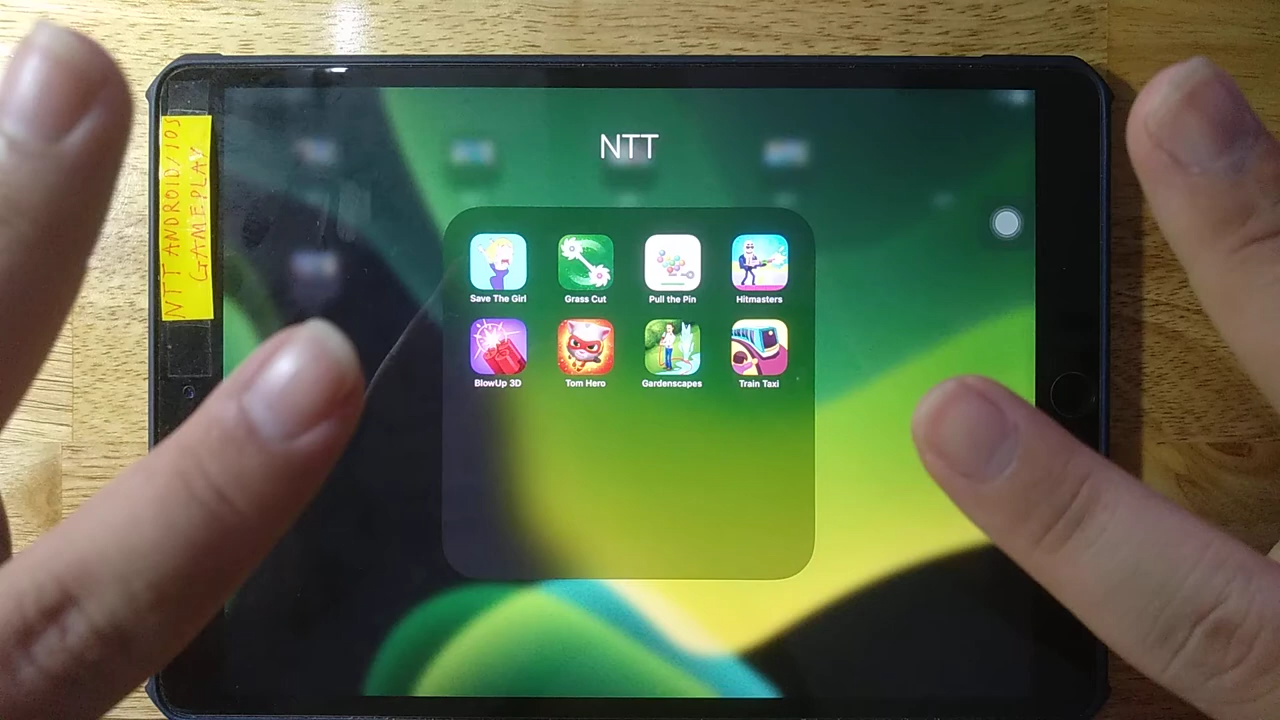 NTT ANDROID/IOS
GAMEPLAY
NTT
Save The Girl
Grass Cut
Pull the Pin
Hitmasters
BlowUp 3D
Tom Hero
Gardenscapes
Train Taxi